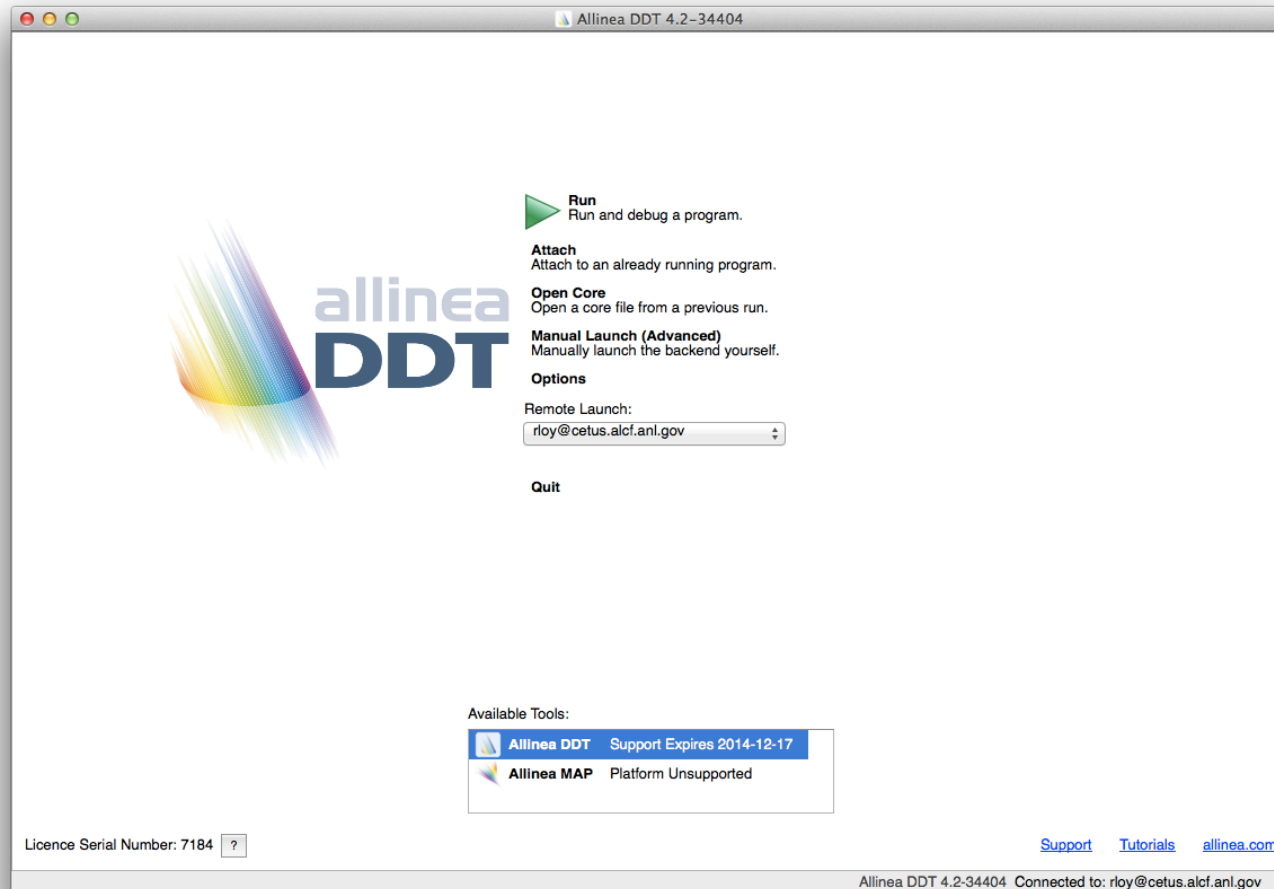 Allinea DDT 4.2-34404
allinea
DDT
Run
Run and debug a program.
Attach
Attach to an already running program.
Open Core
Open a core file from a previous run.
Manual Launch (Advanced)
Manually launch the backend yourself.
Options
Remote Launch:
rloy@cetus.alcf.anl.gov
Quit
Available Tools:
Allinea DDT Support Expires 2014-12-17
Allinea MAP Platform Unsupported
Licence Serial Number: 7184 ? Support Tutorials allinea.com
Allinea DDT 4.2-34404 Connected to: rloy@cetus.alcf.anl.gov